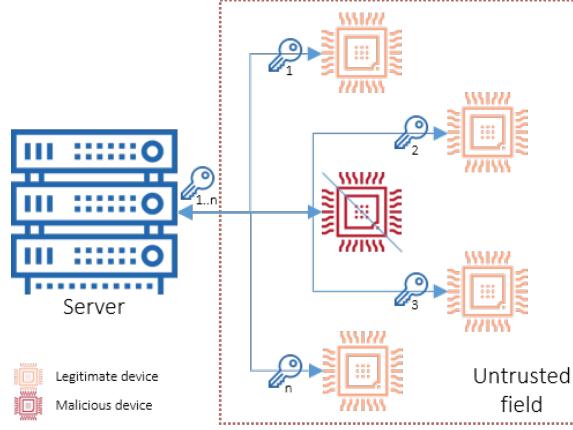 1
2
1..n
Server
3
n
Untrusted
field
Legitimate device
Malicious device